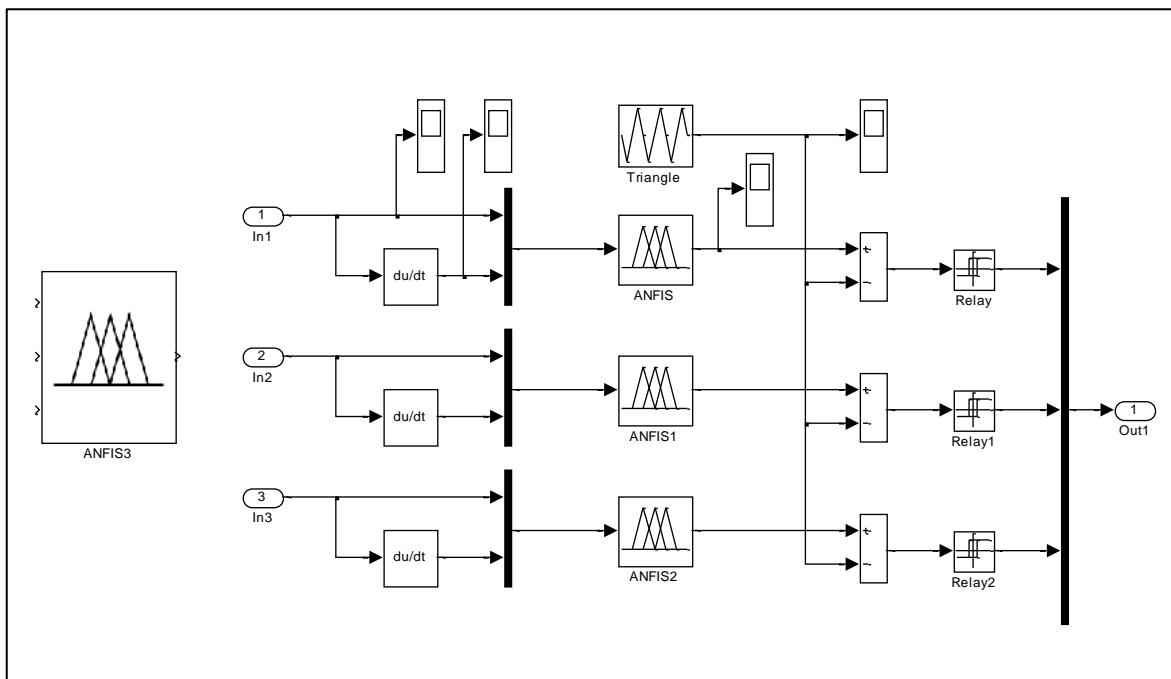 Triangle
1
In1
du/dt
ANFIS
+
−
Relay
ANFIS3
2
In2
du/dt
ANFIS1
+
−
Relay1
1
Out1
3
In3
du/dt
ANFIS2
+
−
Relay2